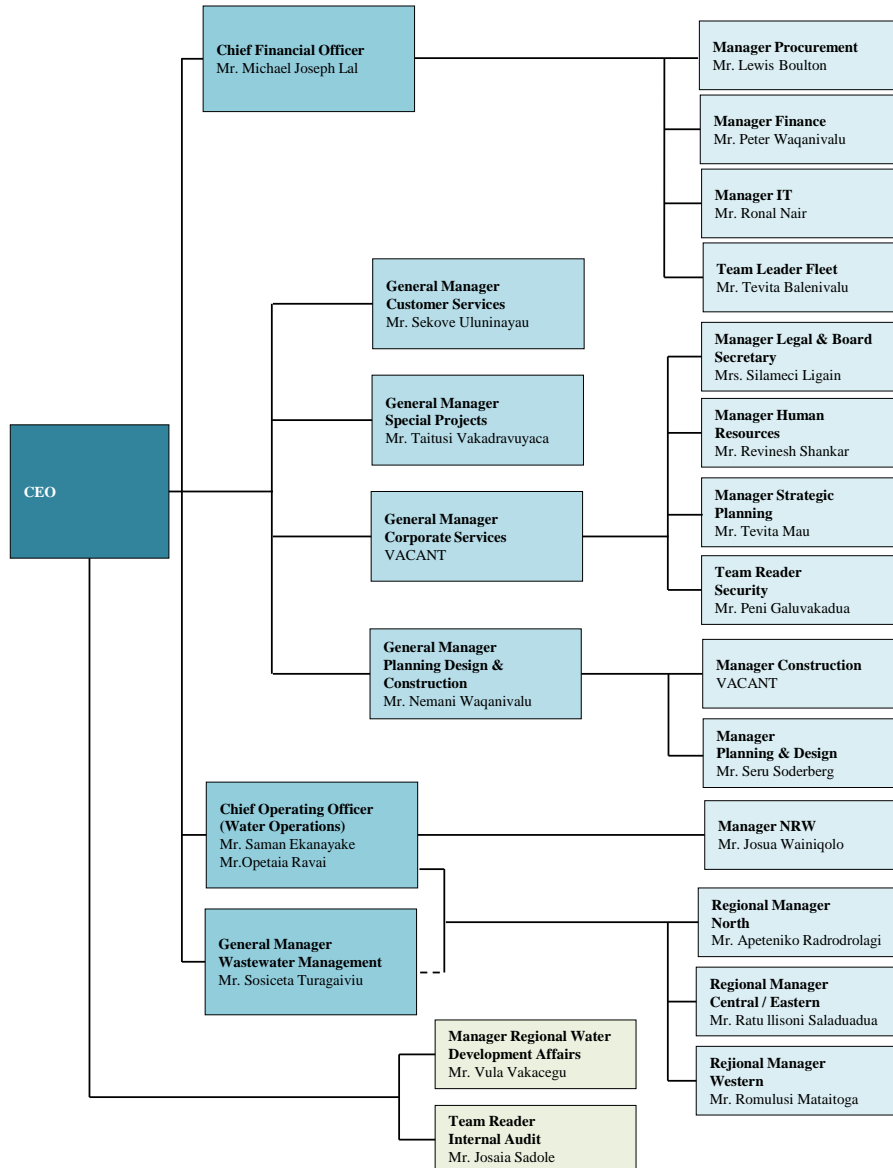 Chief Financial Officer
Mr. Michael Joseph Lal
Manager Procurement
Mr. Lewis Boulton
Manager Finance
Mr. Peter Waqanivalu
Manager IT
Mr. Ronal Nair
Team Leader Fleet
Mr. Tevita Balenivalu
General Manager
Customer Services
Mr. Sekove Uluninayau
General Manager
Special Projects
Mr. Taitusi Vakadravuyaca
General Manager
Corporate Services
VACANT
Manager Legal & Board
Secretary
Mrs. Silameci Ligain
Manager Human
Resources
Mr. Revinesh Shankar
Manager Strategic
Planning
Mr. Tevita Mau
Team Reader
Security
Mr. Peni Galuvakadua
CEO
General Manager
Planning Design &
Construction
Mr. Nemani Waqanivalu
Manager Construction
VACANT
Manager
Planning & Design
Mr. Seru Soderberg
Chief Operating Officer
(Water Operations)
Mr. Saman Ekanayake
Mr.Opetaia Ravai
Manager NRW
Mr. Josua Wainiqolo
General Manager
Wastewater Management
Mr. Sosiceta Turagaiviu
Regional Manager
North
Mr. Apeteniko Radrodrolagi
Regional Manager
Central / Eastern
Mr. Ratu llisoni Saladuadua
Rejional Manager
Western
Mr. Romulusi Mataitoga
Manager Regional Water
Development Affairs
Mr. Vula Vakacegu
Team Reader
Internal Audit
Mr. Josaia Sadole